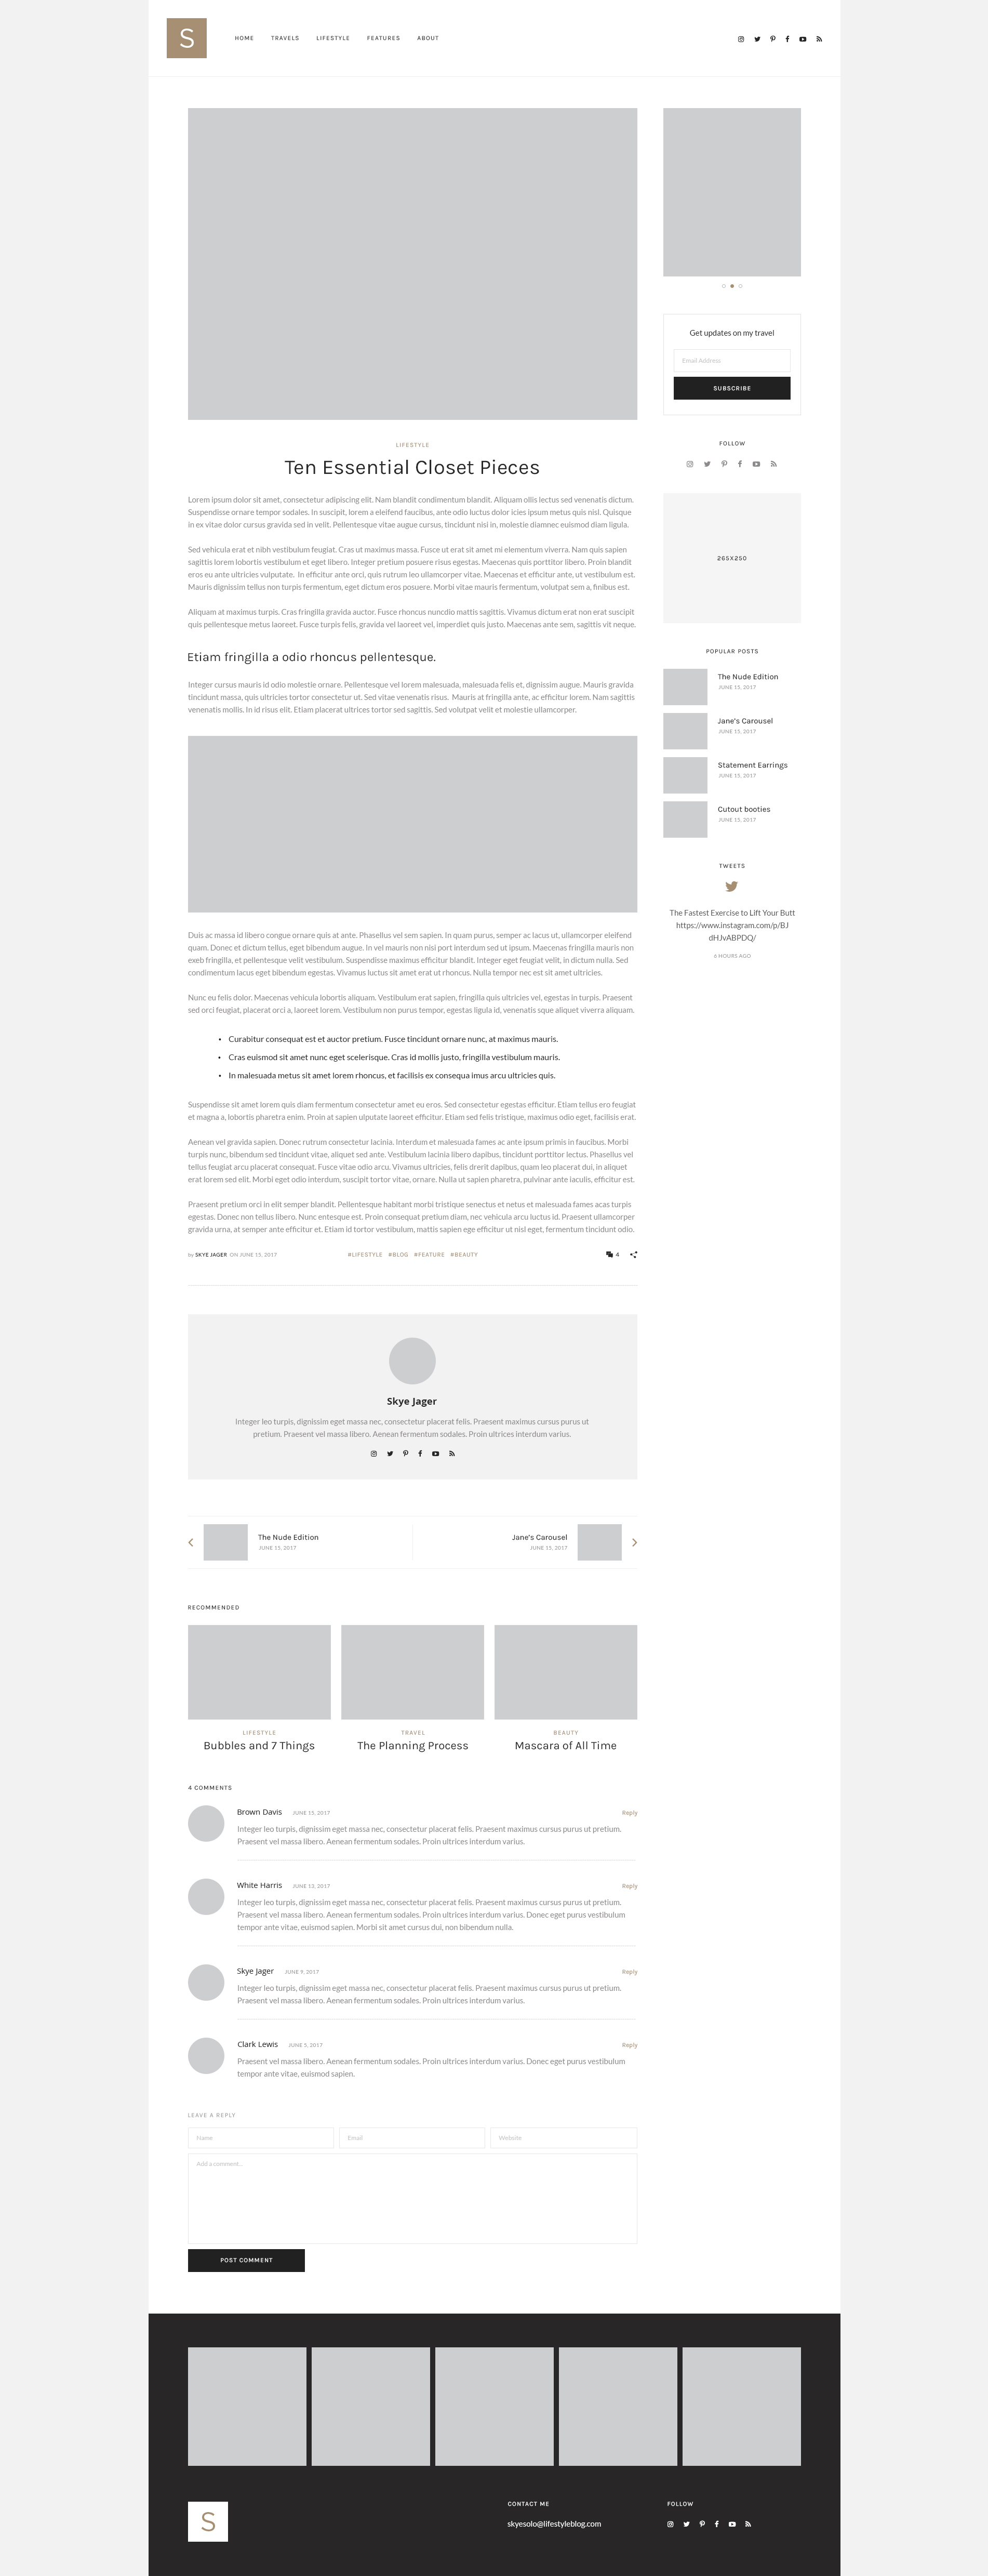 S
HOME TRAVELS LIFESTYLE FEATURES ABOUT
LIFESTYLE
Ten Essential Closet Pieces
Lorem ipsum dolor sit amet, consectetur adipiscing elit. Nam blandit condimentum blandit. Aliquam ollis lectus sed venenatis dictum.
Suspendisse ornare tempor sodales. In suscipit, lorem a eleifend faucibus, ante odio luctus dolor icies ipsum metus quis nisl. Quisque
in ex vitae dolor cursus gravida sed in velit. Pellentesque vitae augue cursus, tincidunt nisi in, molestie diamnec euismod diam ligula.
Sed vehicula erat et nibh vestibulum feugiat. Cras ut maximus massa. Fusce ut erat sit amet mi elementum viverra. Nam quis sapien
sagittis lorem lobortis vestibulum et eget libero. Integer pretium posuere risus egestas. Maecenas quis porttitor libero. Proin blandit
eros eu ante ultricies vulputate. In efficitur ante orci, quis rutrum leo ullamcorper vitae. Maecenas et efficitur ante, ut vestibulum est.
Mauris dignissim tellus non turpis fermentum, eget dictum eros posuere. Morbi vitae mauris fermentum, volutpat sem a, finibus est.
Aliquam at maximus turpis. Cras fringilla gravida auctor. Fusce rhoncus nuncdio mattis sagittis. Vivamus dictum erat non erat suscipit
quis pellentesque metus laoreet. Fusce turpis felis, gravida vel laoreet vel, imperdiet quis justo. Maecenas ante sem, sagittis vit neque.
Etiam fringilla a odio rhoncus pellentesque.
Integer cursus mauris id odio molestie ornare. Pellentesque vel lorem malesuada, malesuada felis et, dignissim augue. Mauris gravida
tincidunt massa, quis ultricies tortor consectetur ut. Sed vitae venenatis risus. Mauris at fringilla ante, ac efficitur lorem. Nam sagittis
venenatis mollis. In id risus elit. Etiam placerat ultrices tortor sed sagittis. Sed volutpat velit et molestie ullamcorper.
Duis ac massa id libero congue ornare quis et ante. Phasellus vel sem sapien. In quam purus, semper ac lacus ut, ullamcorper eleifend
quam. Donec et dictum tellus, eget bibendum augue. In vel mauris non nisi port interdum sed ut ipsum. Maecenas fringilla mauris non
exeb fringilla, et pellentesque velit vestibulum. Suspendisse maximus efficitur blandit. Integer eget feugiat velit, in dictum nulla. Sed
condimentum lacus eget bibendum egestas. Vivamus luctus sit amet erat ut rhoncus. Nulla tempor nec est sit amet ultricies.
Nunc eu felis dolor. Maecenas vehicula lobortis aliquam. Vestibulum erat sapien, fringilla quis ultricies vel, egestas in turpis. Praesent
sed orci feugiat, placerat orci a, laoreet lorem. Vestibulum non purus tempor, egestas ligula id, venenatis sque aliquet viverra aliquam.
• Curabitur consequat est et auctor pretium. Fusce tincidunt ornare nunc, at maximus mauris.
• Cras euismod sit amet nunc eget scelerisque. Cras id mollis justo, fringilla vestibulum mauris.
• In malesuada metus sit amet lorem rhoncus, et facilisis ex consequa imus arcu ultricies quis.
Suspendisse sit amet lorem quis diam fermentum consectetur amet eu eros. Sed consectetur egestas efficitur. Etiam tellus ero feugiat
et magna a, lobortis pharetra enim. Proin at sapien ulputate laoreet efficitur. Etiam sed felis tristique, maximus odio eget, facilisis erat.
Aenean vel gravida sapien. Donec rutrum consectetur lacinia. Interdum et malesuada fames ac ante ipsum primis in faucibus. Morbi
turpis nunc, bibendum sed tincidunt vitae, aliquet sed ante. Vestibulum lacinia libero dapibus, tincidunt porttitor lectus. Phasellus vel
tellus feugiat arcu placerat consequat. Fusce vitae odio arcu. Vivamus ultricies, felis drerit dapibus, quam leo placerat dui, in aliquet
erat lorem sed elit. Morbi eget odio interdum, suscipit tortor vitae, ornare. Nulla ut sapien pharetra, pulvinar ante iaculis, efficitur est.
Praesent pretium orci in elit semper blandit. Pellentesque habitant morbi tristique senectus et netus et malesuada fames acas turpis
egestas. Donec non tellus libero. Nunc entesque est. Proin consequat pretium diam, nec vehicula arcu luctus id. Praesent ullamcorper
gravida urna, at semper ante efficitur et. Etiam id tortor vestibulum, mattis quam sempenas ege efficitur ut nisl eget, fermentum tincidunt odio.
by SKYE JAGER ON JUNE 15, 2017 #LIFESTYLE #BLOG #FEATURE #BEAUTY 4
Skye Jager
Integer leo turpis, dignissim eget massa nec, consectetur placerat felis. Praesent maximus cursus purus ut
pretium. Praesent vel massa libero. Aenean fermentum sodales. Proin ultrices interdum varius.
The Nude Edition
JUNE 15, 2017
Jane's Carousel
JUNE 15, 2017
RECOMMENDED
LIFESTYLE
Bubbles and 7 Things
TRAVEL
The Planning Process
BEAUTY
Mascara of All Time
4 COMMENTS
Brown Davis JUNE 15, 2017 Reply
Integer leo turpis, dignissim eget massa nec, consectetur placerat felis. Praesent maximus cursus purus ut pretium.
Praesent vel massa libero. Aenean fermentum sodales. Proin ultrices interdum varius.
White Harris JUNE 13, 2017 Reply
Integer leo turpis, dignissim eget massa nec, consectetur placerat felis. Praesent maximus cursus purus ut pretium.
Praesent vel massa libero. Aenean fermentum sodales. Proin ultrices interdum varius. Donec eget purus vestibulum
tempor ante vitae, euismod sapien. Morbi sit amet cursus dui, non bibendum nulla.
Skye Jager JUNE 9, 2017 Reply
Integer leo turpis, dignissim eget massa nec, consectetur placerat felis. Praesent maximus cursus purus ut pretium.
Praesent vel massa libero. Aenean fermentum sodales. Proin ultrices interdum varius.
Clark Lewis JUNE 5, 2017 Reply
Praesent vel massa libero. Aenean fermentum sodales. Proin ultrices interdum varius. Donec eget purus vestibulum
tempor ante vitae, euismod sapien.
LEAVE A REPLY
Name Email Website
Add a comment...
POST COMMENT
Get updates on my travel
Email Address
SUBSCRIBE
FOLLOW
265X250
POPULAR POSTS
The Nude Edition
JUNE 15, 2017
Jane's Carousel
JUNE 15, 2017
Statement Earrings
JUNE 15, 2017
Cutout booties
JUNE 15, 2017
TWEETS
The Fastest Exercise to Lift Your Butt
https://www.instagram.com/p/BJ
dHJvABPDQ/
6 HOURS AGO
S
CONTACT ME
skyesolo@lifestyleblog.com
FOLLOW